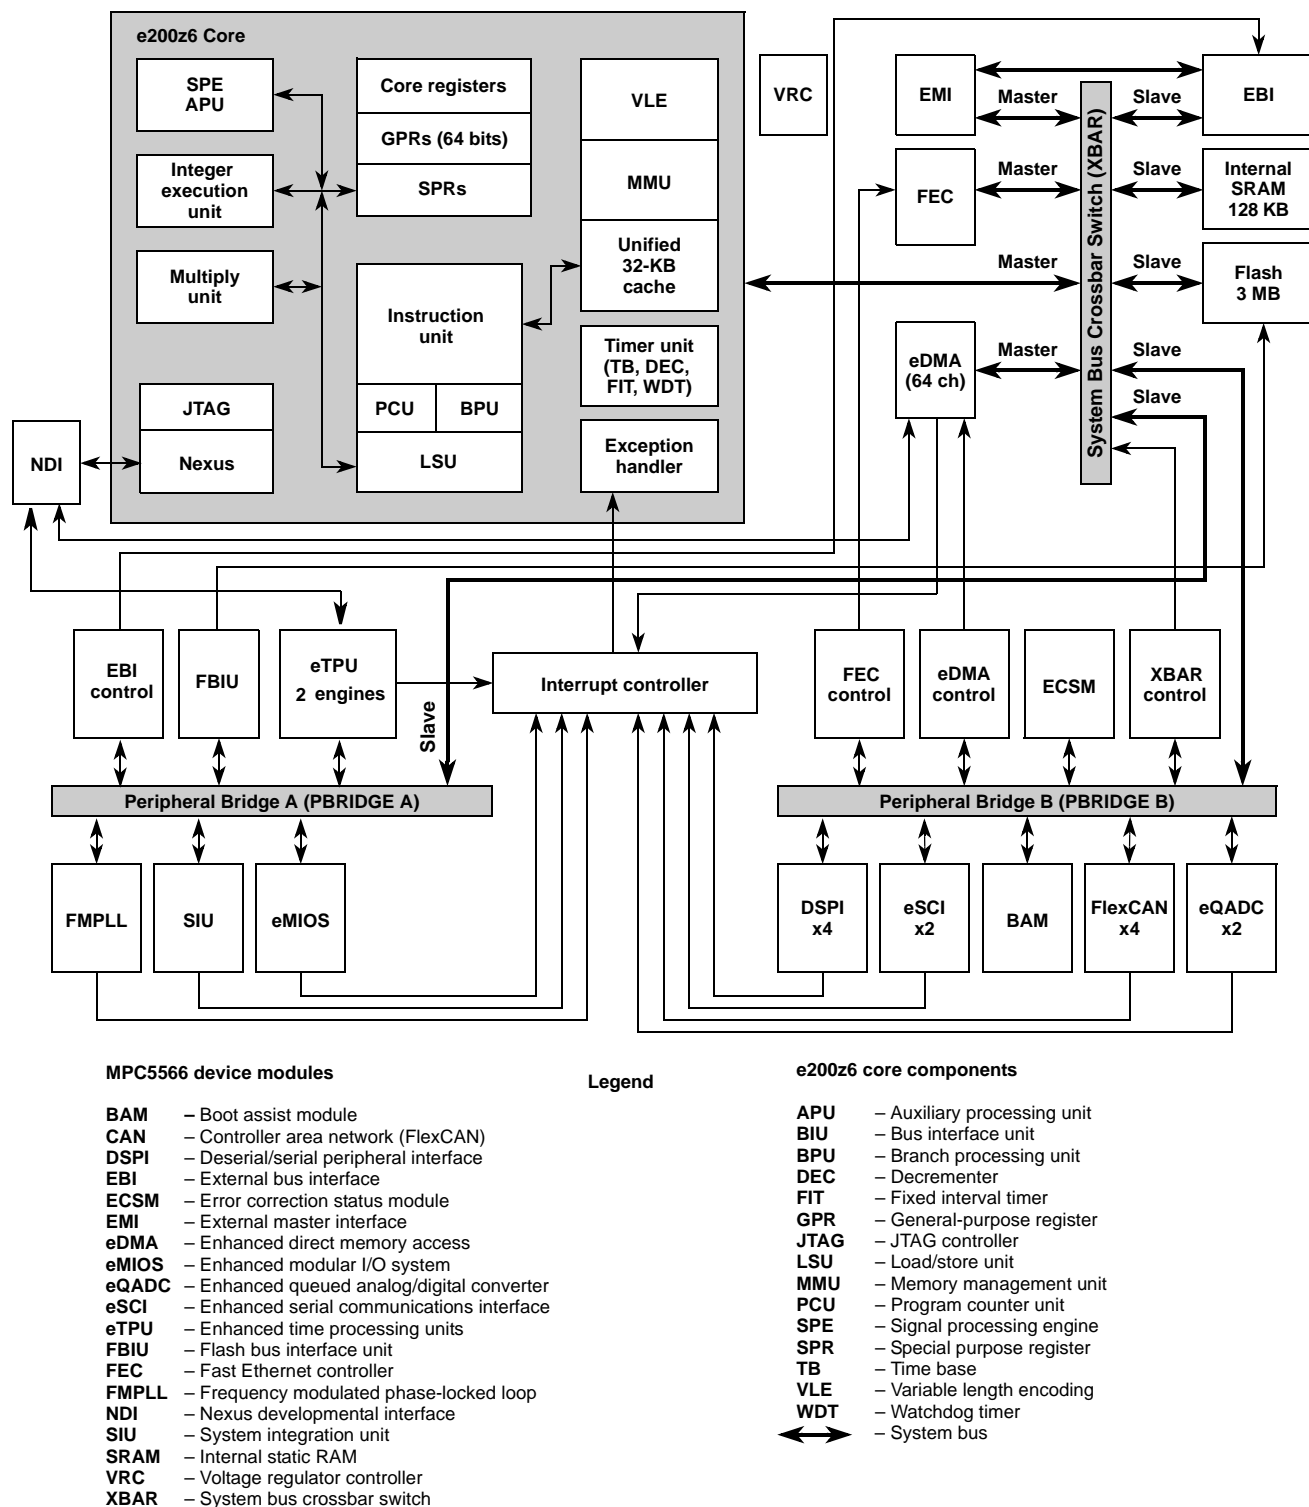 e200z6 Core
SPE
APU
Integer
execution
unit
Multiply
unit
JTAG
Nexus
NDI
Core registers
GPRs (64 bits)
SPRs
Instruction
unit
PCU
BPU
LSU
VLE
MMU
Unified
32-KB
cache
Timer unit
(TB, DEC,
FIT, WDT)
Exception
handler
VRC
EMI
FEC
eDMA
(64 ch)
Master
Master
Master
Master
System Bus Crossbar Switch (XBAR)
Slave
Slave
Slave
Slave
Slave
EBI
Internal
SRAM
128 KB
Flash
3 MB
EBI
control
FBIU
eTPU
2 engines
Slave
Interrupt controller
FEC
control
eDMA
control
ECSM
XBAR
control
Peripheral Bridge A (PBRIDGE A)
Peripheral Bridge B (PBRIDGE B)
FMPLL
SIU
eMIOS
DSPI
x4
eSCI
x2
BAM
FlexCAN
x4
eQADC
x2
Legend
MPC5566 device modules
BAM – Boot assist module
CAN – Controller area network (FlexCAN)
DSPI – Deserial/serial peripheral interface
EBI – External bus interface
ECSM – Error correction status module
EMI – External master interface
eDMA – Enhanced direct memory access
eMIOS – Enhanced modular I/O system
eQADC – Enhanced queued analog/digital converter
eSCI – Enhanced serial communications interface
eTPU – Enhanced time processing units
FBIU – Flash bus interface unit
FEC – Fast Ethernet controller
FMPLL – Frequency modulated phase-locked loop
NDI – Nexus developmental interface
SIU – System integration unit
SRAM – Internal static RAM
VRC – Voltage regulator controller
XBAR – System bus crossbar switch
e200z6 core components
APU – Auxiliary processing unit
BIU – Bus interface unit
BPU – Branch processing unit
DEC – Decrementer
FIT – Fixed interval timer
GPR – General-purpose register
JTAG – JTAG controller
LSU – Load/store unit
MMU – Memory management unit
PCU – Program counter unit
SPE – Signal processing engine
SPR – Special purpose register
TB – Time base
VLE – Variable length encoding
WDT – Watchdog timer
– System bus